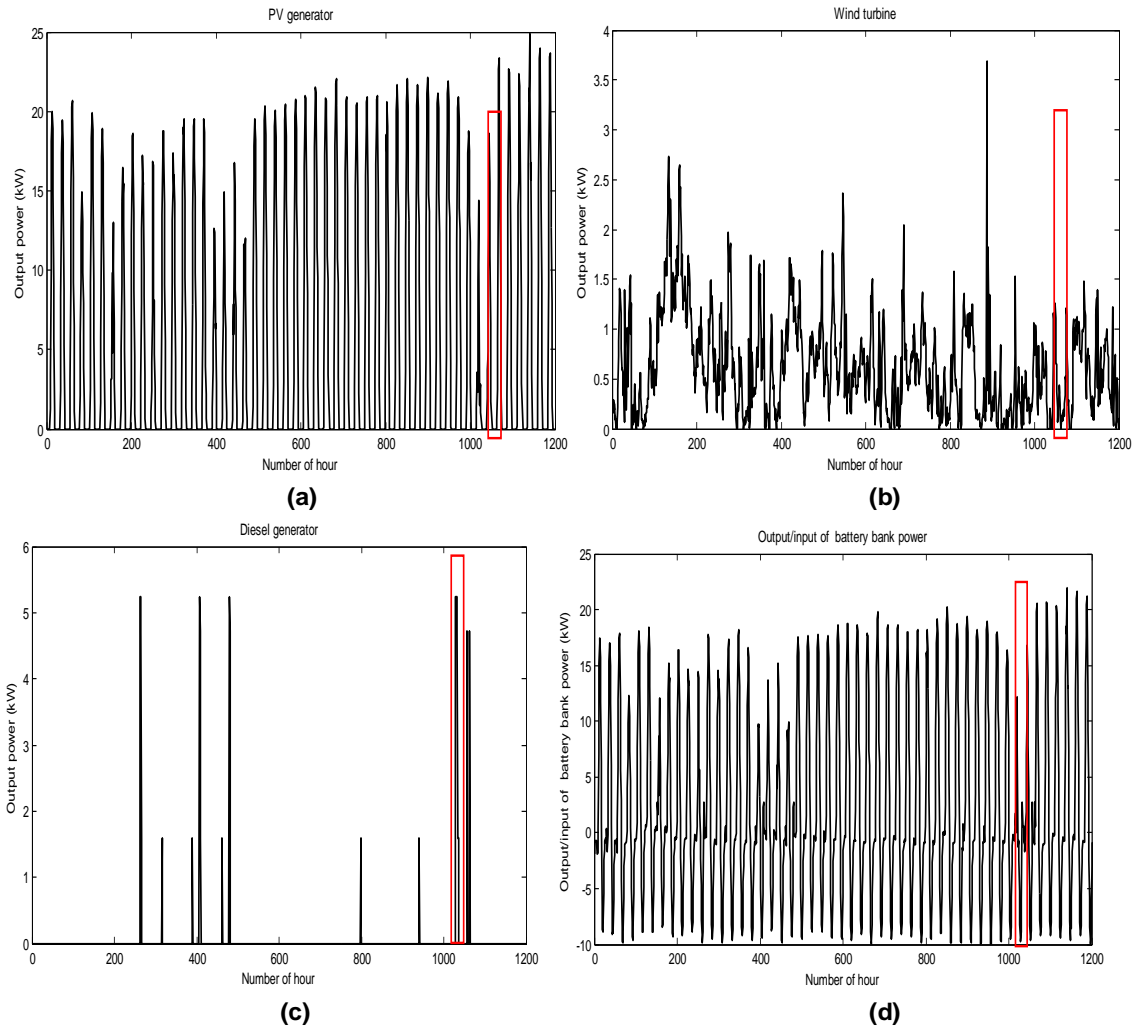 PV generator
25
20
15
10
5
0
0 200 400 600 800 1000 1200
Output power (kW)
Number of hour
(a)
Wind turbine
4
3.5
3
2.5
2
1.5
1
0.5
0
0 200 400 600 800 1000 1200
Output power (kW)
Number of hour
(b)
Diesel generator
6
5
4
3
2
1
0
0 200 400 600 800 1000 1200
Output power (kW)
Number of hour
(c)
Output/input of battery bank power
25
20
15
10
5
0
-5
-10
0 200 400 600 800 1000 1200
Output/input of battery bank power (kW)
Number of hour
(d)